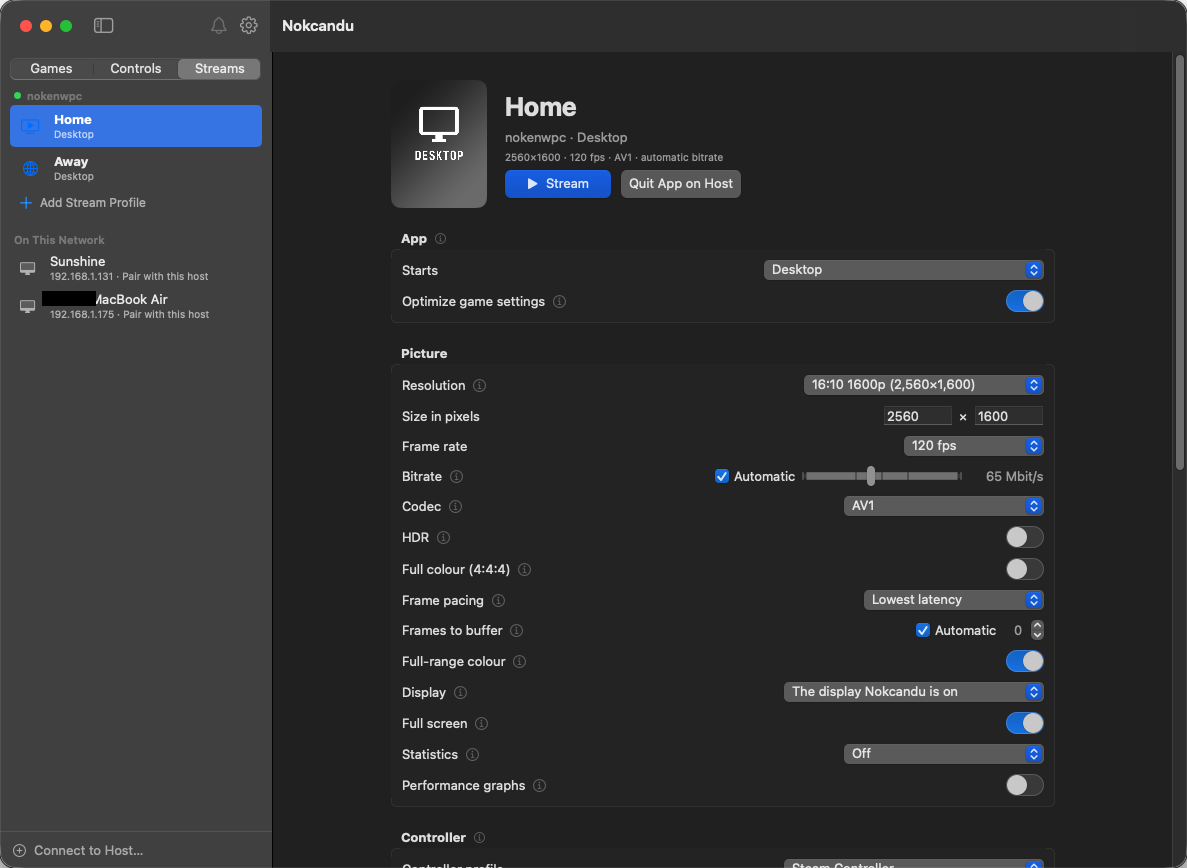 Nokcandu
Games Controls Streams
nokenwpc
Home
Desktop
Away
Desktop
Add Stream Profile
On This Network
Sunshine
192.168.1.131 · Pair with this host
MacBook Air
192.168.1.175 · Pair with this host
Connect to Host...
DESKTOP
Home
nokenwpc · Desktop
2560×1600 · 120 fps · AV1 · automatic bitrate
Stream Quit App on Host
App
Starts Desktop
Optimize game settings
Picture
Resolution 16:10 1600p (2,560×1,600)
Size in pixels 2560 × 1600
Frame rate 120 fps
Bitrate Automatic 65 Mbit/s
Codec AV1
HDR
Full colour (4:4:4)
Frame pacing Lowest latency
Frames to buffer Automatic 0
Full-range colour
Display The display Nokcandu is on
Full screen
Statistics Off
Performance graphs
Controller
Controller profile Steam Controller